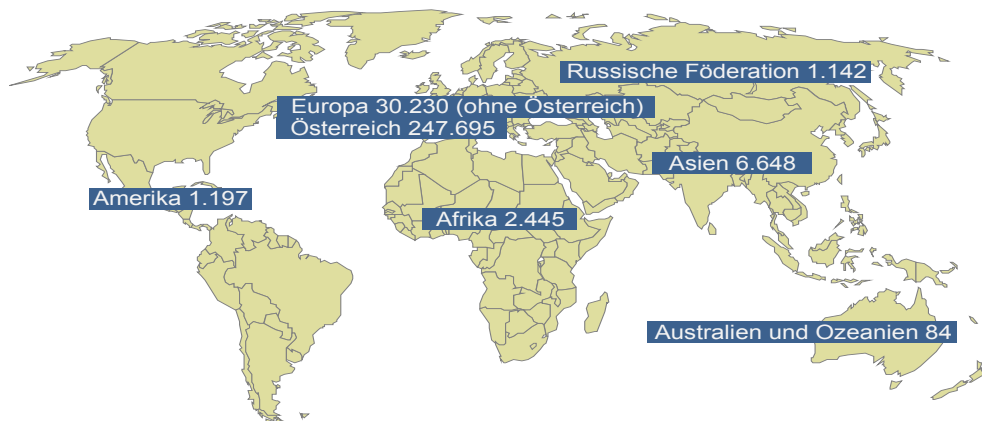 Russische Föderation 1.142
Europa 30.230 (ohne Österreich)
Österreich 247.695
Asien 6.648
Amerika 1.197
Afrika 2.445
Australien und Ozeanien 84